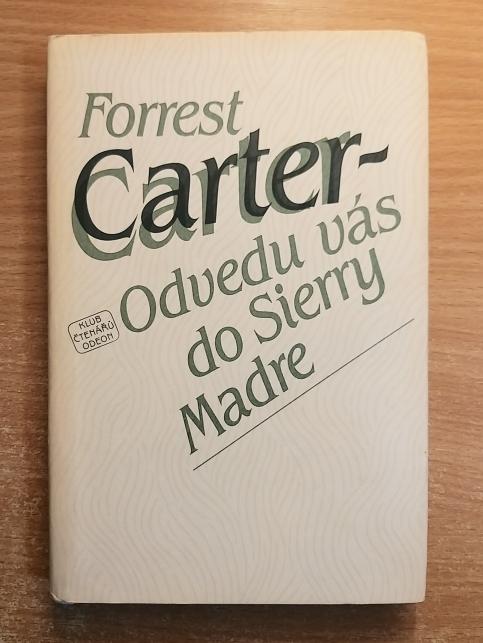 Forrest
Carter-
Odvedu vás
do Sierry
Madre
KLUB
ČTENÁŘŮ
ODEON